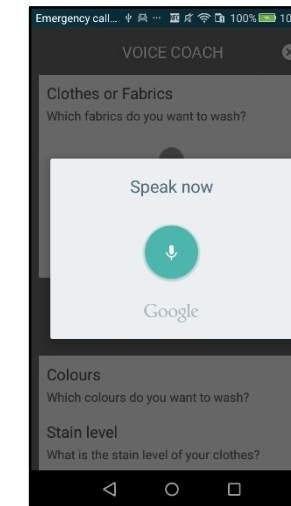 Emergency call... ... 100% 10
VOICE COACH
Clothes or Fabrics
Which fabrics do you want to wash?
Speak now
Google
Colours
Which colours do you want to wash?
Stain level
What is the stain level of your clothes?